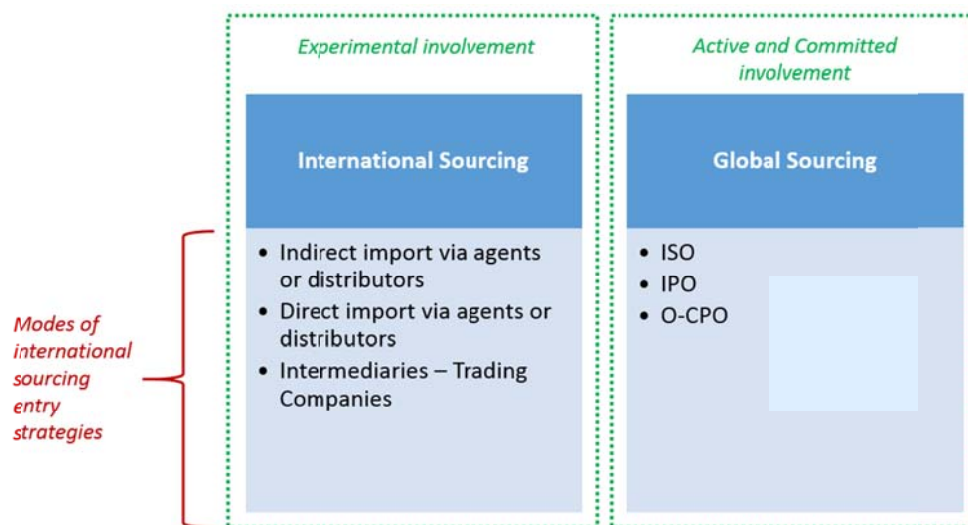 Experimental involvement
Active and Committed
involvement
International Sourcing
Global Sourcing
Modes of
international
sourcing
entry
strategies
• Indirect import via agents
or distributors
• Direct import via agents or
distributors
• Intermediaries – Trading
Companies
• ISO
• IPO
• O-CPO